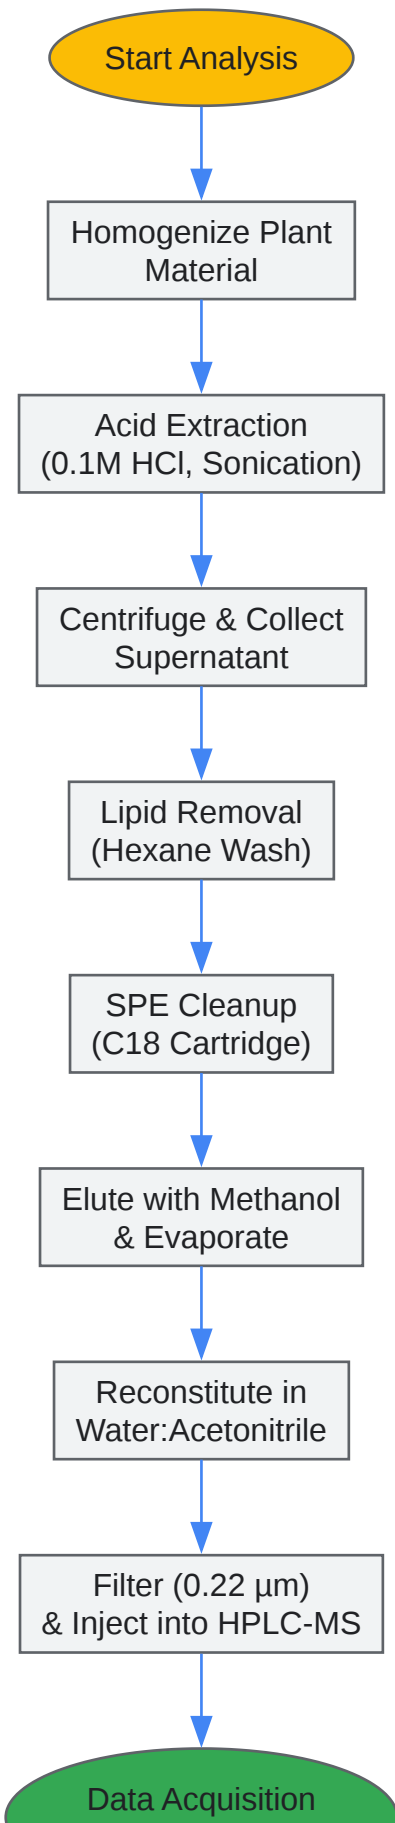 Start Analysis
Homogenize Plant
Material
Acid Extraction
(0.1M HCl, Sonication)
Centrifuge & Collect
Supernatant
Lipid Removal
(Hexane Wash)
SPE Cleanup
(C18 Cartridge)
Elute with Methanol
& Evaporate
Reconstitute in
Water:Acetonitrile
Filter (0.22 µm)
& Inject into HPLC-MS
Data Acquisition